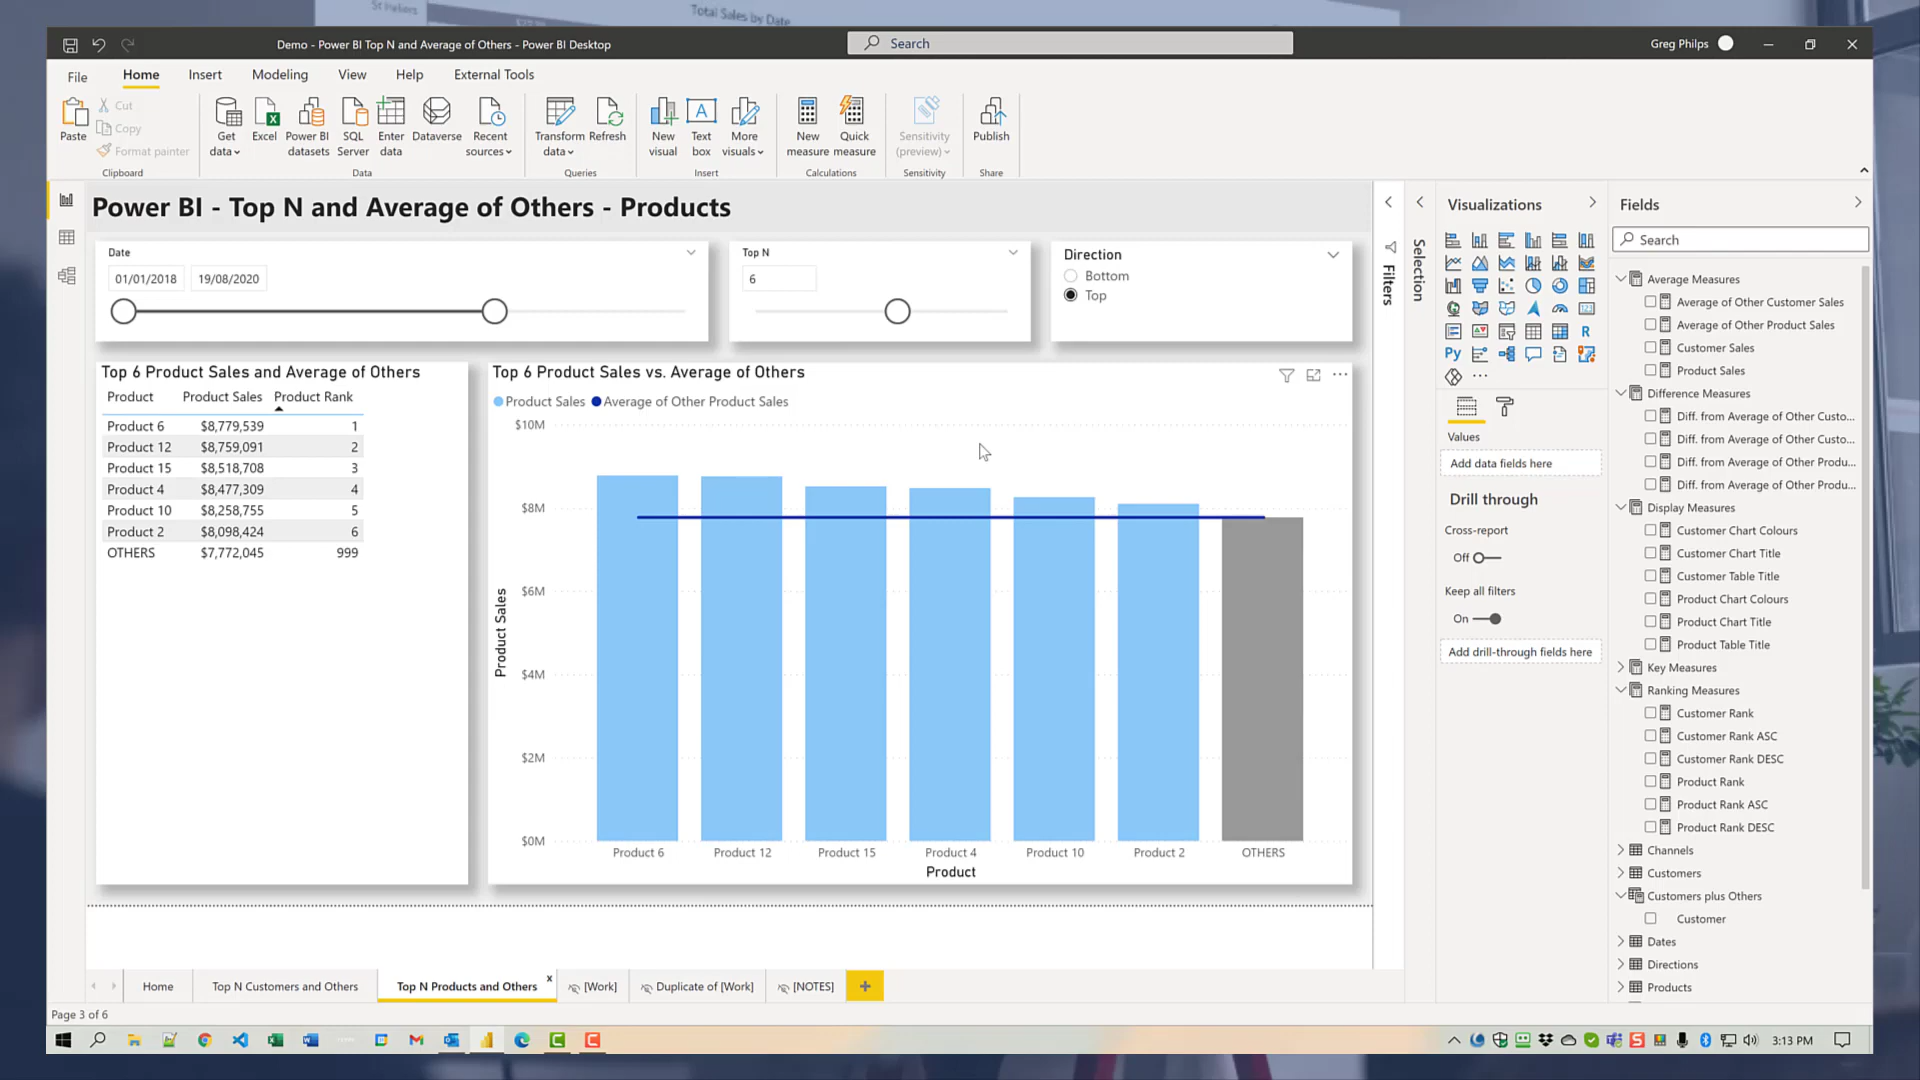 St Heliers
Total Sales by Date
Demo - Power BI Top N and Average of Others - Power BI Desktop
Search
Greg Philps
File
Home
Insert
Modeling
View
Help
External Tools
Paste
Cut
Copy
Format painter
Clipboard
Get data
Excel
Power BI datasets
SQL Server
Enter data
Dataverse
Recent sources
Data
Transform data
Refresh
Queries
New visual
A
Text box
More visuals
Insert
New measure
Quick measure
Calculations
Sensitivity (preview)
Sensitivity
Publish
Share
Power BI - Top N and Average of Others - Products
Date
01/01/2018
19/08/2020
Top N
6
Direction
Bottom
Top
Top 6 Product Sales and Average of Others
Product Product Sales Product Rank
Product 6 $8,779,539 1
Product 12 $8,759,091 2
Product 15 $8,518,708 3
Product 4 $8,477,309 4
Product 10 $8,258,755 5
Product 2 $8,098,424 6
OTHERS $7,772,045 999
Top 6 Product Sales vs. Average of Others
Product Sales Average of Other Product Sales
$10M
$8M
$6M
$4M
$2M
$0M
Product Sales
Product 6 Product 12 Product 15 Product 4 Product 10 Product 2 OTHERS
Product
Filters
Selection
Visualizations
R
Py
Values
Add data fields here
Drill through
Cross-report
Off
Keep all filters
On
Add drill-through fields here
Fields
Search
Average Measures
Average of Other Customer Sales
Average of Other Product Sales
Customer Sales
Product Sales
Difference Measures
Diff. from Average of Other Custo...
Diff. from Average of Other Custo...
Diff. from Average of Other Produ...
Diff. from Average of Other Produ...
Display Measures
Customer Chart Colours
Customer Chart Title
Customer Table Title
Product Chart Colours
Product Chart Title
Product Table Title
Key Measures
Ranking Measures
Customer Rank
Customer Rank ASC
Customer Rank DESC
Product Rank
Product Rank ASC
Product Rank DESC
Channels
Customers
Customers plus Others
Customer
Dates
Directions
Products
Home
Top N Customers and Others
Top N Products and Others
x
[Work]
Duplicate of [Work]
[NOTES]
+
Page 3 of 6
3:13 PM